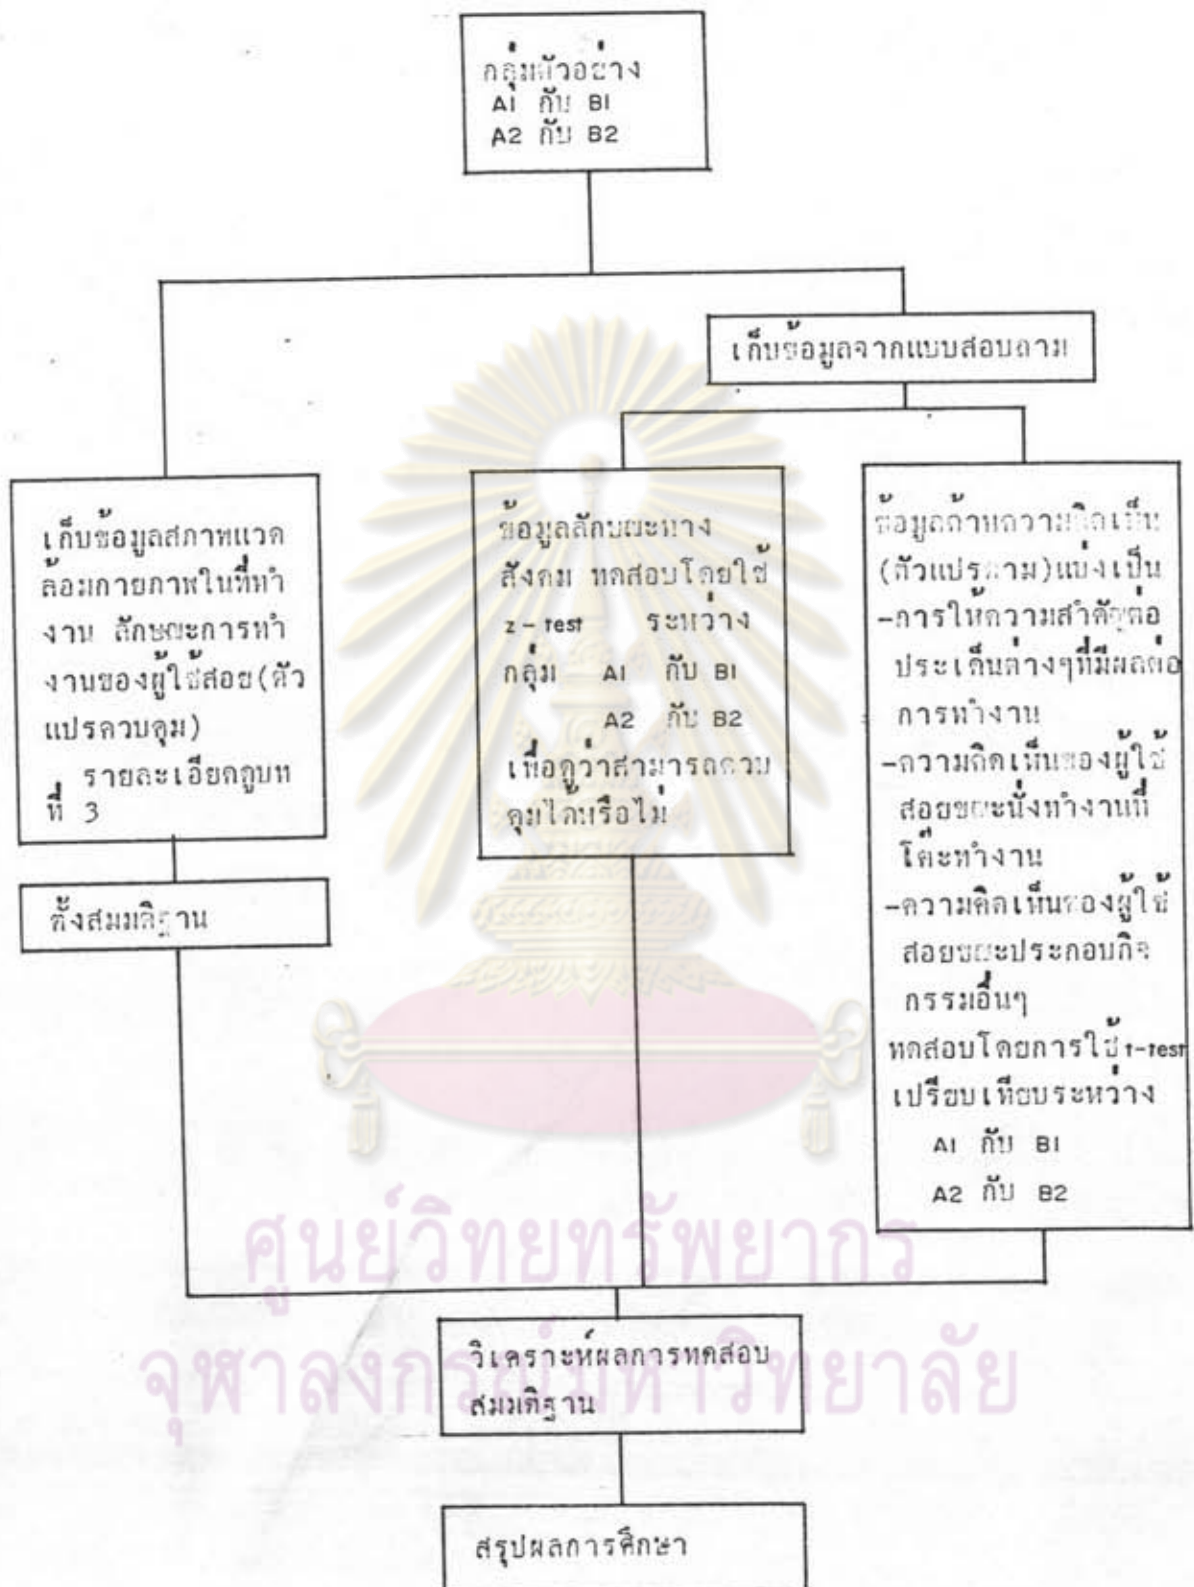 กลุ่มตัวอย่าง
A1 กับ B1
A2 กับ B2
เก็บข้อมูลจากแบบสอบถาม
เก็บข้อมูลสภาพแวด
ล้อมกายภาพในที่ทำ
งาน ลักษณะการทำ
งานของผู้ใช้สอย(ตัว
แปรควบคุม)
รายละเอียดดูบท
ที่ 3
ตั้งสมมติฐาน
ข้อมูลลักษณะทาง
สังคม ทดสอบโดยใช้
z-test ระหว่าง
กลุ่ม A1 กับ B1
A2 กับ B2
เพื่อดูว่าสามารถควบ
คุมได้หรือไม่
ข้อมูลด้านความคิดเห็น
(ตัวแปรตาม)แบ่งเป็น
-การให้ความสำคัญต่อ
ประเด็นต่างๆที่มีผลต่อ
การทำงาน
-ความคิดเห็นของผู้ใช้
สอยขณะนั่งทำงานที่
โต๊ะทำงาน
-ความคิดเห็นของผู้ใช้
สอยขณะประกอบกิจ
กรรมอื่นๆ
ทดสอบโดยการใช้ t-test
เปรียบเทียบระหว่าง
A1 กับ B1
A2 กับ B2
ศูนย์วิทยทรัพยากร
จุฬาลงกรณ์มหาวิทยาลัย
วิเคราะห์ผลการทดสอบ
สมมติฐาน
สรุปผลการศึกษา